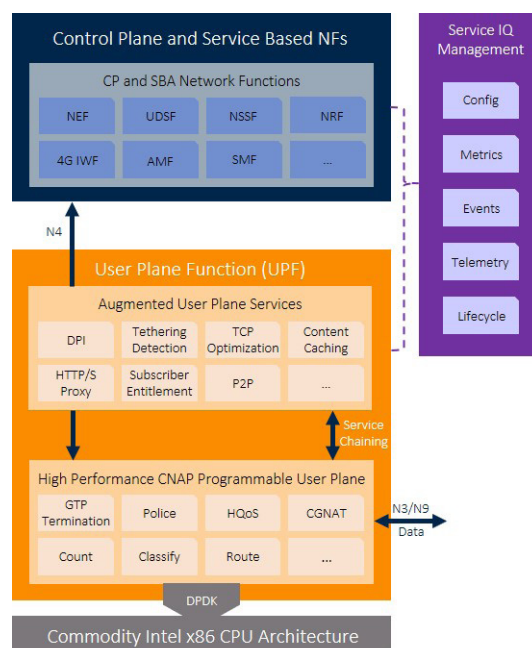 Control Plane and Service Based NFs
CP and SBA Network Functions
NEF
UDSF
NSSF
NRF
4G IWF
AMF
SMF
...
Service IQ
Management
Config
Metrics
Events
Telemetry
Lifecycle
N4
User Plane Function (UPF)
Augmented User Plane Services
DPI
Tethering
Detection
TCP
Optimization
Content
Caching
HTTP/S
Proxy
Subscriber
Entitlement
P2P
...
Service
Chaining
High Performance CNAP Programmable User Plane
GTP
Termination
Police
HQoS
CGNAT
Count
Classify
Route
...
N3/N9
Data
DPDK
Commodity Intel x86 CPU Architecture